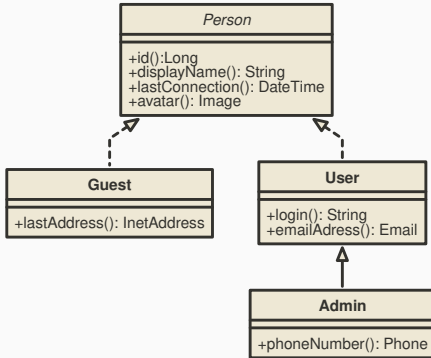 Person
+id():Long
+displayName(): String
+lastConnection(): DateTime
+avatar(): Image
Guest
+lastAddress(): InetAddress
User
+login(): String
+emailAdress(): Email
Admin
+phoneNumber(): Phone